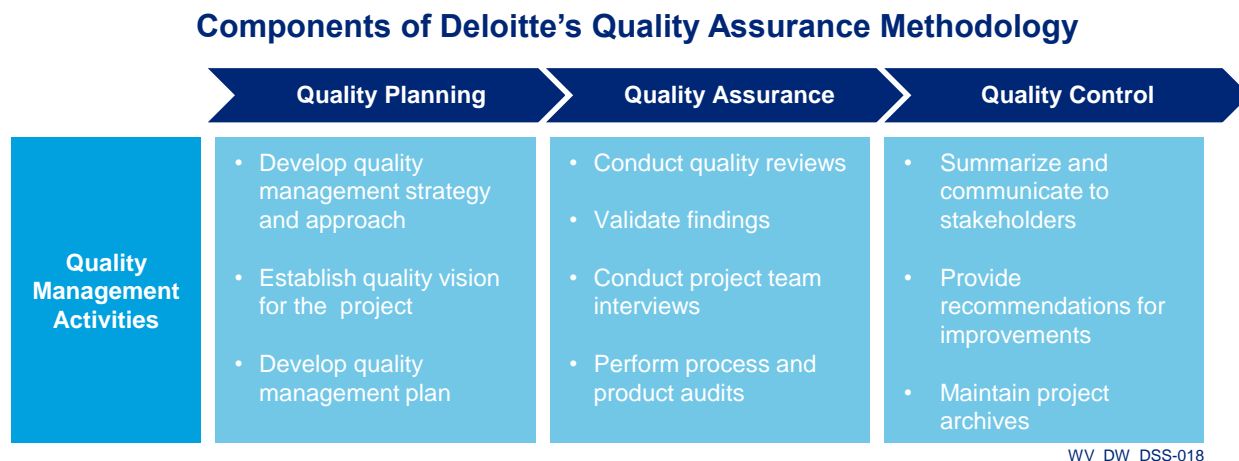 Components of Deloitte’s Quality Assurance Methodology
Quality Planning
Quality Assurance
Quality Control
Quality
Management
Activities
• Develop quality
management strategy
and approach
• Establish quality vision
for the project
• Develop quality
management plan
• Conduct quality reviews
• Validate findings
• Conduct project team
interviews
• Perform process and
product audits
• Summarize and
communicate to
stakeholders
• Provide
recommendations for
improvements
• Maintain project
archives
WV_DW_DSS-018